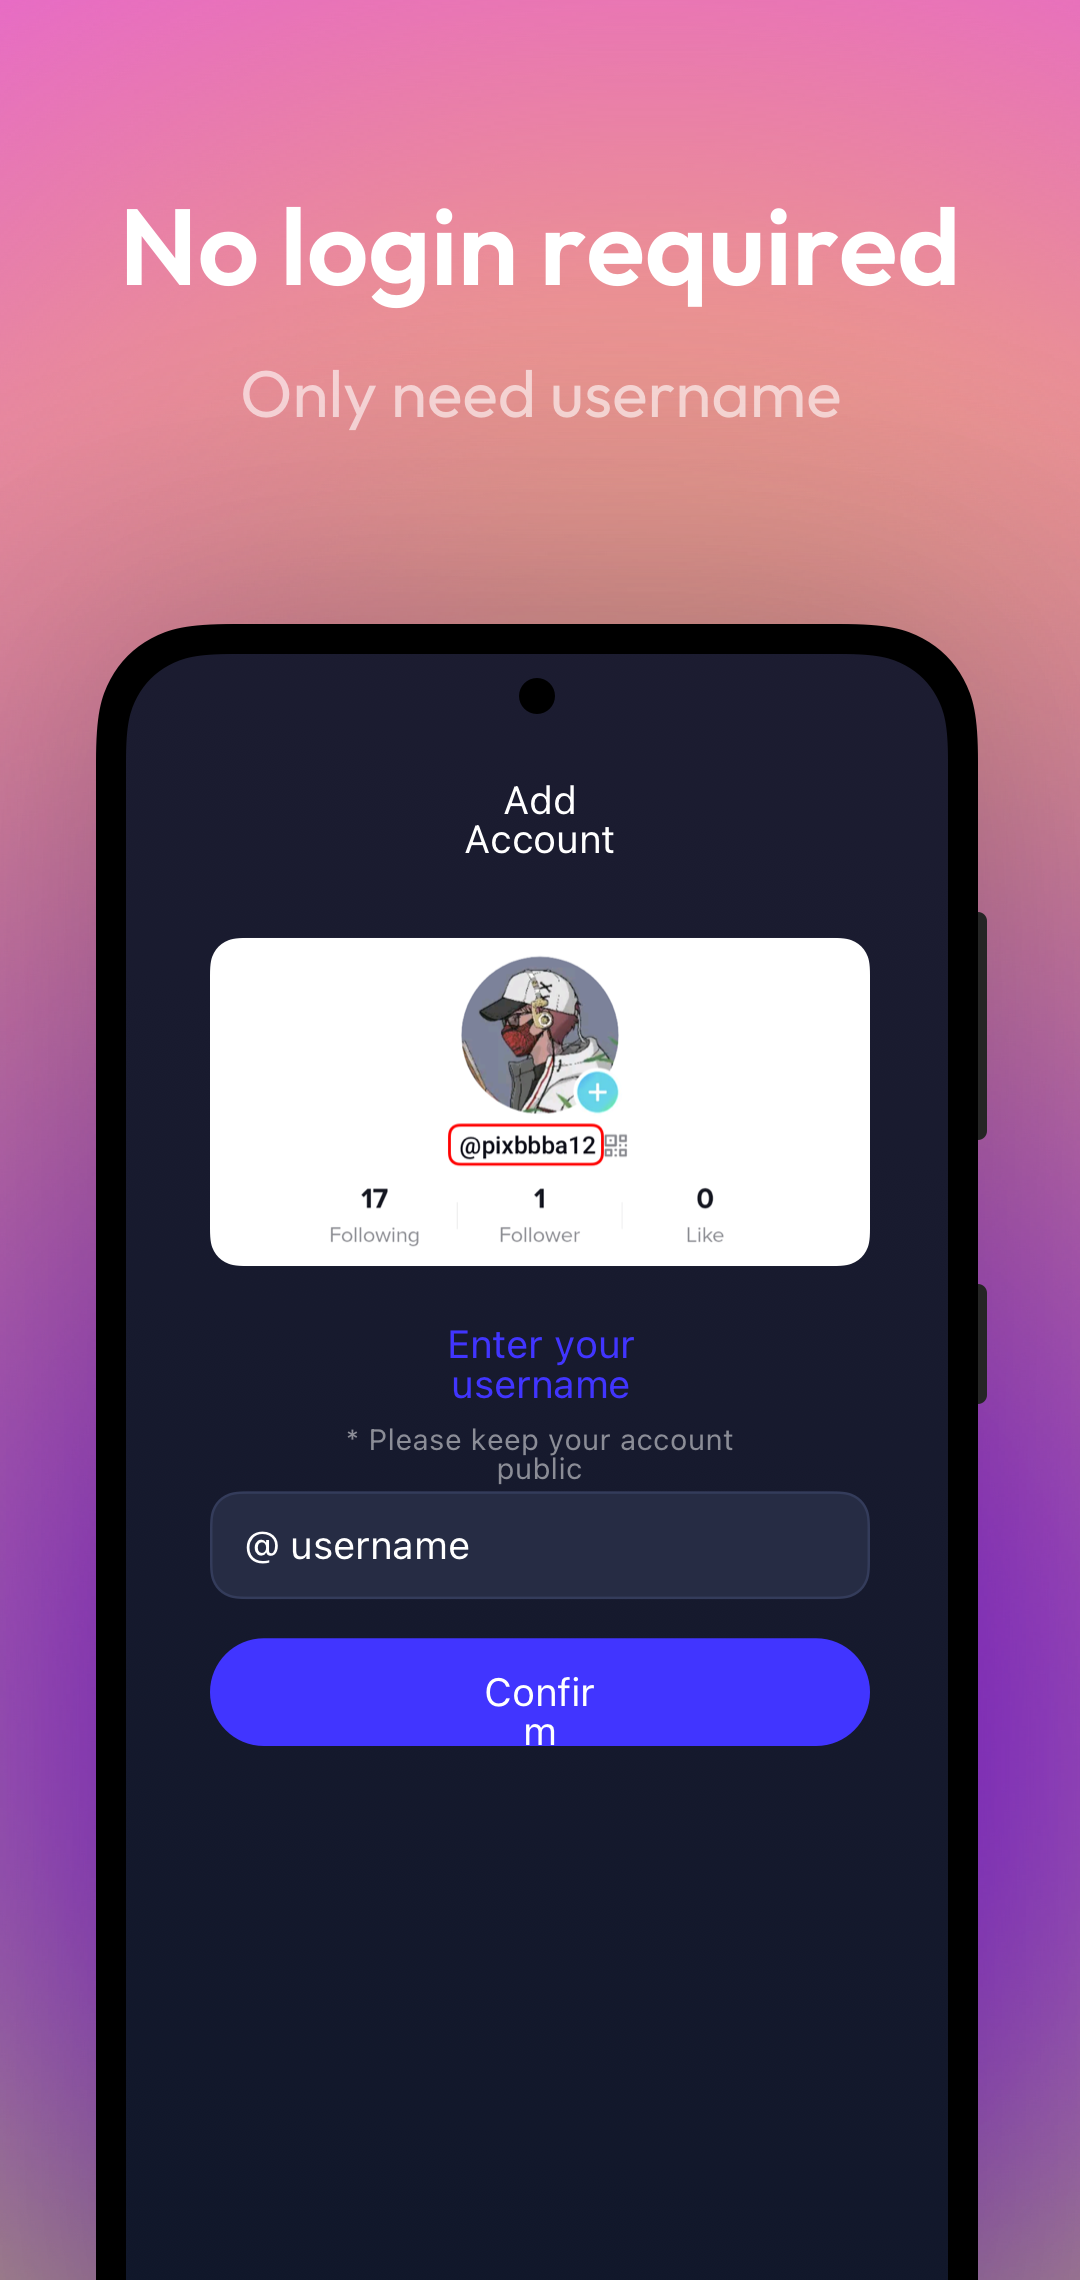 No login required
Only need username
Add
Account
@pixbbba12
17 1 0
Following Follower Like
Enter your
username
* Please keep your account
public
@ username
Confir
m